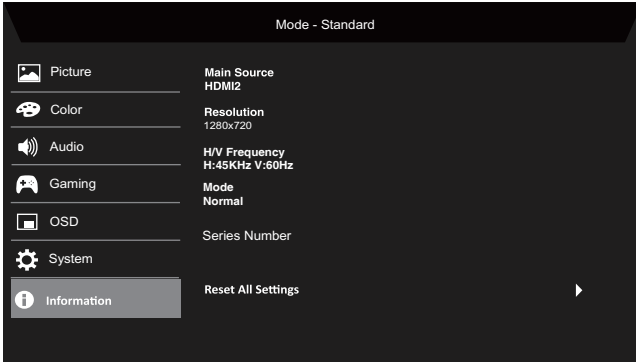 Mode - Standard
Picture
Color
Audio
Gaming
OSD
System
Information
Main Source
HDMI2
Resolution
1280x720
H/V Frequency
H:45KHz V:60Hz
Mode
Normal
Series Number
Reset All Settings